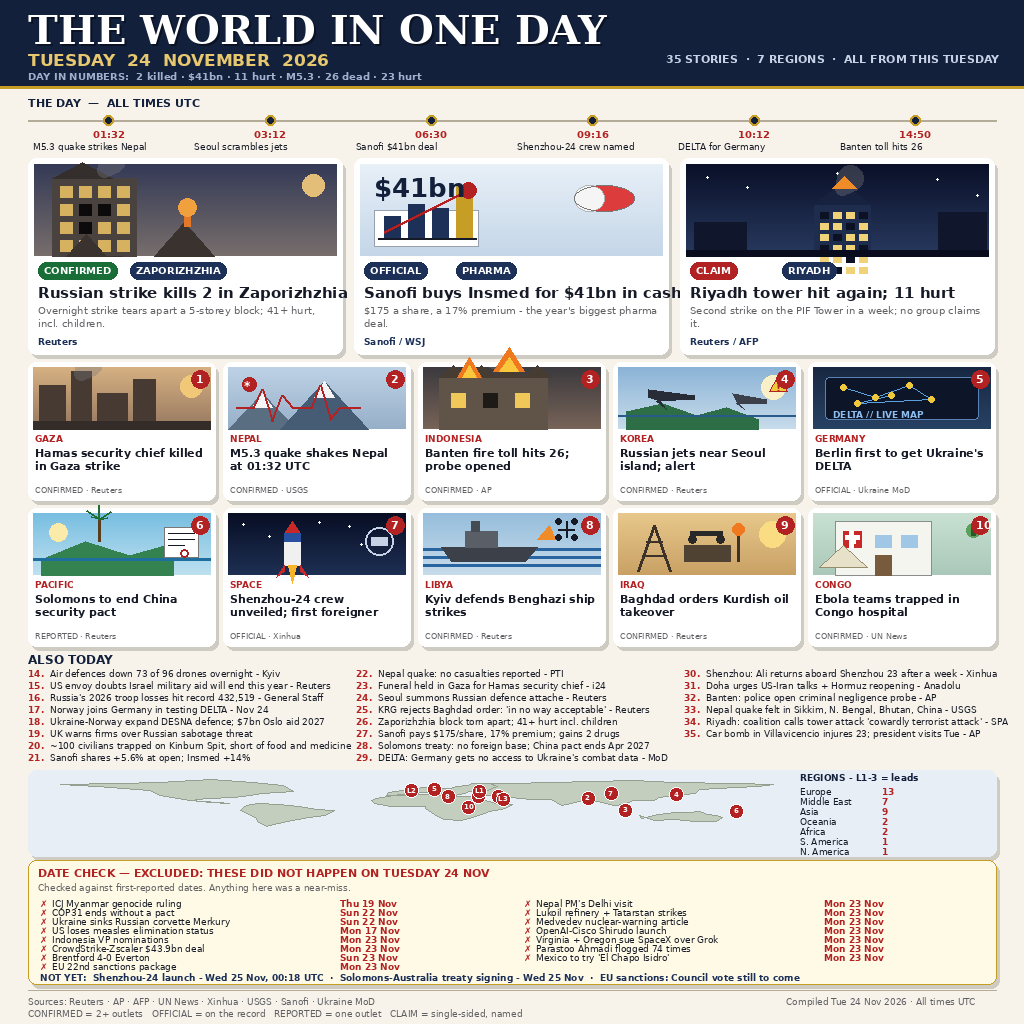 THE WORLD IN ONE DAY
TUESDAY 24 NOVEMBER 2026
35 STORIES · 7 REGIONS · ALL FROM THIS TUESDAY
DAY IN NUMBERS: 2 killed · $41bn · 11 hurt · M5.3 · 26 dead · 23 hurt
THE DAY — ALL TIMES UTC
01:32
03:12
06:30
09:16
10:12
14:50
M5.3 quake strikes Nepal
Seoul scrambles jets
Sanofi $41bn deal
Shenzhou-24 crew named
DELTA for Germany
Banten toll hits 26
CONFIRMED
ZAPORIZHZHIA
Russian strike kills 2 in Zaporizhzhia
Overnight strike tears apart a 5-storey block; 41+ hurt,
incl. children.
Reuters
$41bn
OFFICIAL
PHARMA
Sanofi buys Insmed for $41bn in cash
$175 a share, a 17% premium - the year's biggest pharma
deal.
Sanofi / WSJ
CLAIM
RIYADH
Riyadh tower hit again; 11 hurt
Second strike on the PIF Tower in a week; no group claims
it.
Reuters / AFP
1
GAZA
Hamas security chief killed
in Gaza strike
CONFIRMED · Reuters
*
2
NEPAL
M5.3 quake shakes Nepal
at 01:32 UTC
CONFIRMED · USGS
3
INDONESIA
Banten fire toll hits 26;
probe opened
CONFIRMED · AP
4
KOREA
Russian jets near Seoul
island; alert
CONFIRMED · Reuters
5
DELTA // LIVE MAP
GERMANY
Berlin first to get Ukraine's
DELTA
OFFICIAL · Ukraine MoD
6
PACIFIC
Solomons to end China
security pact
REPORTED · Reuters
7
SPACE
Shenzhou-24 crew
unveiled; first foreigner
OFFICIAL · Xinhua
8
LIBYA
Kyiv defends Benghazi ship
strikes
CONFIRMED · Reuters
9
IRAQ
Baghdad orders Kurdish oil
takeover
CONFIRMED · Reuters
10
CONGO
Ebola teams trapped in
Congo hospital
CONFIRMED · UN News
ALSO TODAY
14. Air defences down 73 of 96 drones overnight - Kyiv
15. US envoy doubts Israel military aid will end this year - Reuters
16. Russia's 2026 troop losses hit record 432,519 - General Staff
17. Norway joins Germany in testing DELTA - Nov 24
18. Ukraine-Norway expand DESNA defence; $7bn Oslo aid 2027
19. UK warns firms over Russian sabotage threat
20. ~100 civilians trapped on Kinburn Spit, short of food and medicine
21. Sanofi shares +5.6% at open; Insmed +14%
22. Nepal quake: no casualties reported - PTI
23. Funeral held in Gaza for Hamas security chief - i24
24. Seoul summons Russian defence attache - Reuters
25. KRG rejects Baghdad order: 'in no way acceptable' - Reuters
26. Zaporizhzhia block torn apart; 41+ hurt incl. children
27. Sanofi pays $175/share, 17% premium; gains 2 drugs
28. Solomons treaty: no foreign base; China pact ends Apr 2027
29. DELTA: Germany gets no access to Ukraine's combat data - MoD
30. Shenzhou: Ali returns aboard Shenzhou 23 after a week - Xinhua
31. Doha urges US-Iran talks + Hormuz reopening - Anadolu
32. Banten: police open criminal negligence probe - AP
33. Nepal quake felt in Sikkim, N. Bengal, Bhutan, China - USGS
34. Riyadh: coalition calls tower attack 'cowardly terrorist attack' - SPA
35. Car bomb in Villavicencio injures 23; president visits Tue - AP
L2
5
8
L1
L3
10
2
7
3
4
6
REGIONS - L1-3 = leads
Europe 13
Middle East 7
Asia 9
Oceania 2
Africa 2
S. America 1
N. America 1
DATE CHECK — EXCLUDED: THESE DID NOT HAPPEN ON TUESDAY 24 NOV
Checked against first-reported dates. Anything here was a near-miss.
✗ ICJ Myanmar genocide ruling Thu 19 Nov
✗ COP31 ends without a pact Sun 22 Nov
✗ Ukraine sinks Russian corvette Merkury Sun 22 Nov
✗ US loses measles elimination status Mon 17 Nov
✗ Indonesia VP nominations Mon 23 Nov
✗ CrowdStrike-Zscaler $43.9bn deal Mon 23 Nov
✗ Brentford 4-0 Everton Sun 23 Nov
✗ EU 22nd sanctions package Mon 23 Nov
✗ Nepal PM's Delhi visit Mon 23 Nov
✗ Lukoil refinery + Tatarstan strikes Mon 23 Nov
✗ Medvedev nuclear-warning article Mon 23 Nov
✗ OpenAI-Cisco Shirudo launch Mon 23 Nov
✗ Virginia + Oregon sue SpaceX over Grok Mon 23 Nov
✗ Parastoo Ahmadi flogged 74 times Mon 23 Nov
✗ Mexico to try 'El Chapo Isidro' Mon 23 Nov
NOT YET: Shenzhou-24 launch - Wed 25 Nov, 00:18 UTC · Solomons-Australia treaty signing - Wed 25 Nov · EU sanctions: Council vote still to come
Sources: Reuters · AP · AFP · UN News · Xinhua · USGS · Sanofi · Ukraine MoD
Compiled Tue 24 Nov 2026 · All times UTC
CONFIRMED = 2+ outlets OFFICIAL = on the record REPORTED = one outlet CLAIM = single-sided, named